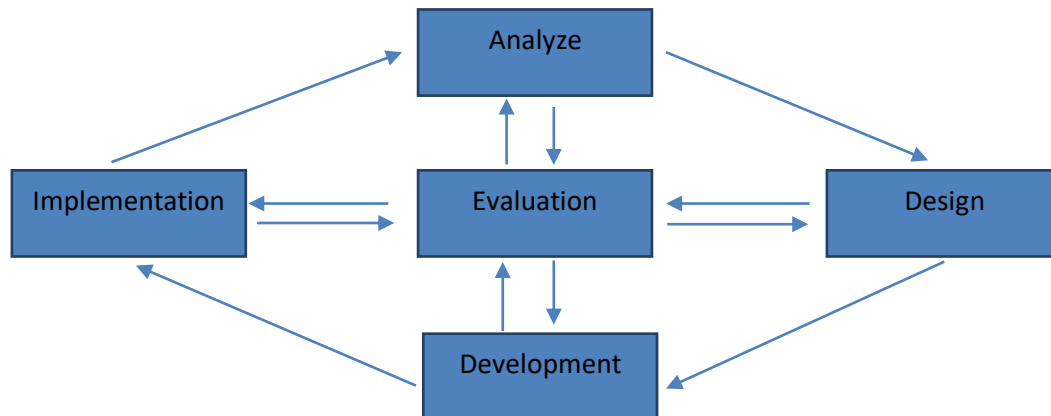 Analyze
Implementation
Evaluation
Design
Development